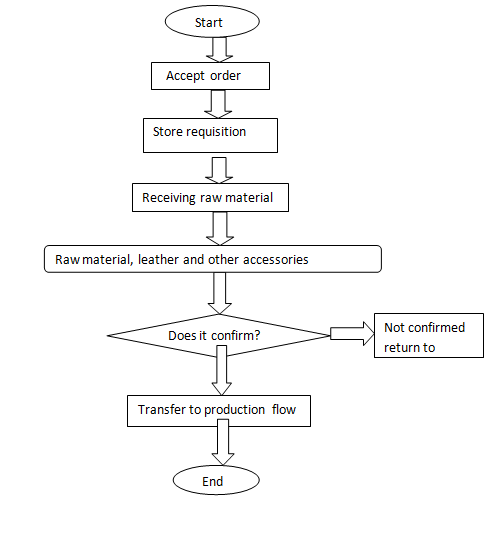 Start
Accept order
Store requisition
Receiving raw material
Raw material, leather and other accessories
Does it confirm?
Not confirmed
return to
Transfer to production flow
End